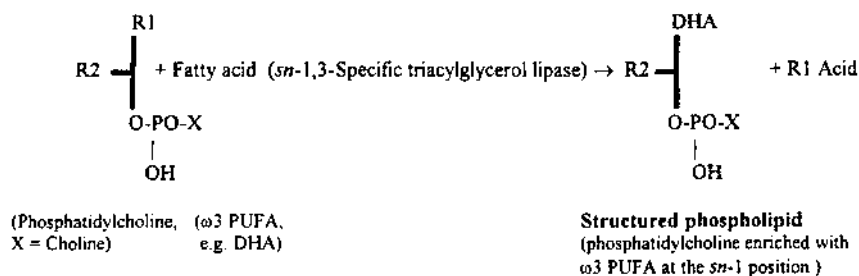 R1
DHA
R2 + Fatty acid (sn-1,3-Specific triacylglycerol lipase) → R2 + R1 Acid
O-PO-X
O-PO-X
OH
OH
(Phosphatidylcholine, (ω3 PUFA,
X = Choline) e.g. DHA)
Structured phospholipid
(phosphatidylcholine enriched with
ω3 PUFA at the sn-1 position )